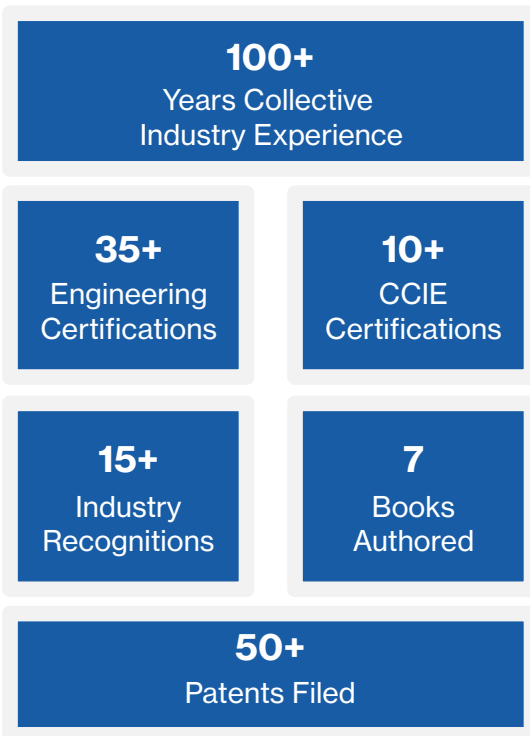 100+
Years Collective
Industry Experience
35+
Engineering
Certifications
10+
CCIE
Certifications
15+
Industry
Recognitions
7
Books
Authored
50+
Patents Filed